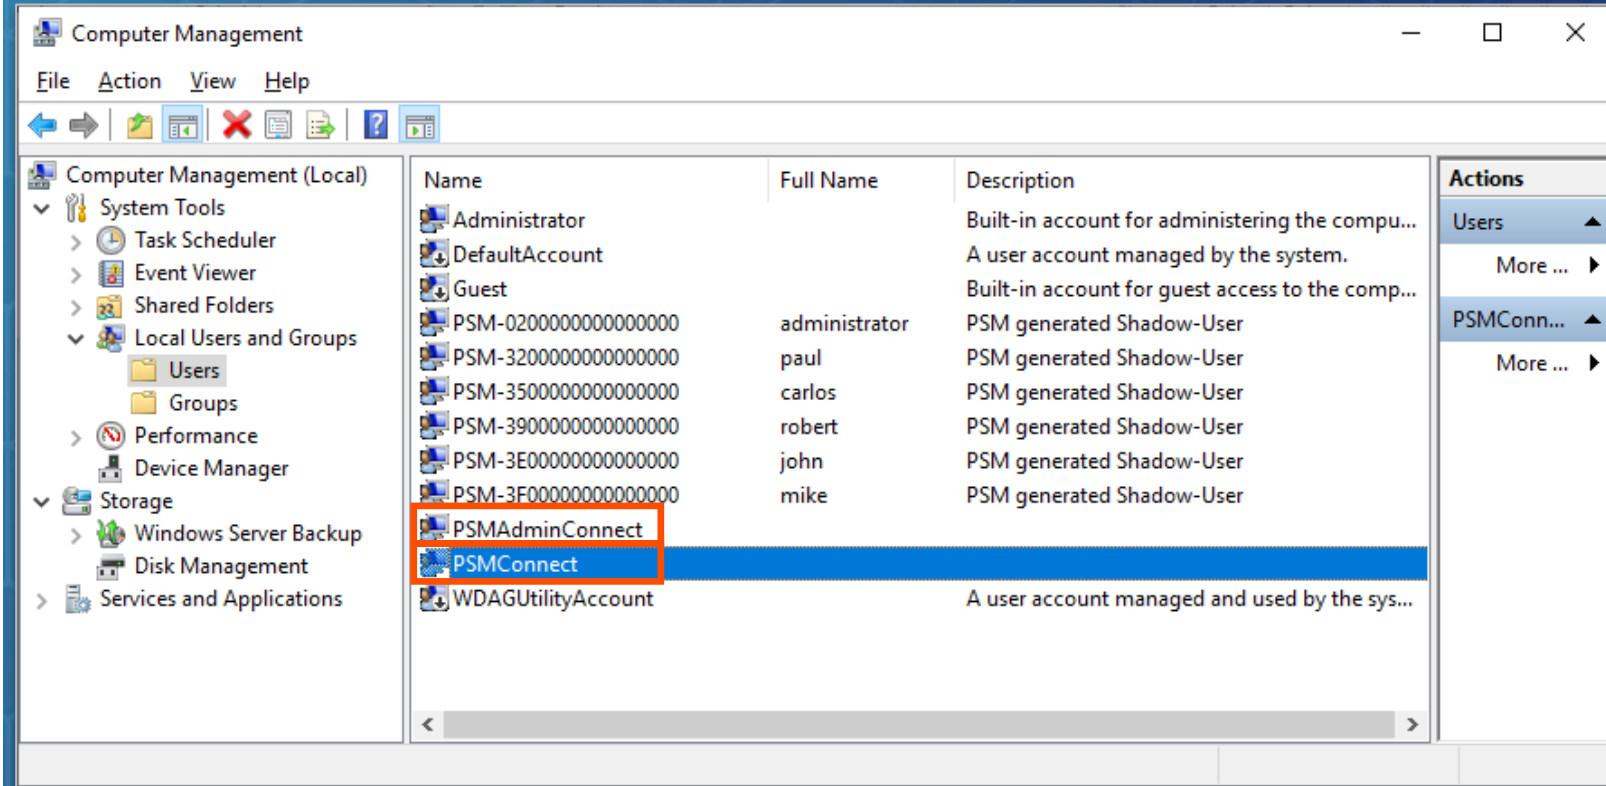 Computer Management
File Action View Help
Computer Management (Local)
System Tools
Task Scheduler
Event Viewer
Shared Folders
Local Users and Groups
Users
Groups
Performance
Device Manager
Storage
Windows Server Backup
Disk Management
Services and Applications
Name Full Name Description
Administrator Built-in account for administering the compu...
DefaultAccount A user account managed by the system.
Guest Built-in account for guest access to the comp...
PSM-0200000000000000 administrator PSM generated Shadow-User
PSM-3200000000000000 paul PSM generated Shadow-User
PSM-3500000000000000 carlos PSM generated Shadow-User
PSM-3900000000000000 robert PSM generated Shadow-User
PSM-3E00000000000000 john PSM generated Shadow-User
PSM-3F00000000000000 mike PSM generated Shadow-User
PSMAdminConnect
PSMConnect
WDAGUtilityAccount A user account managed and used by the sys...
Actions
Users
More ...
PSMConn...
More ...